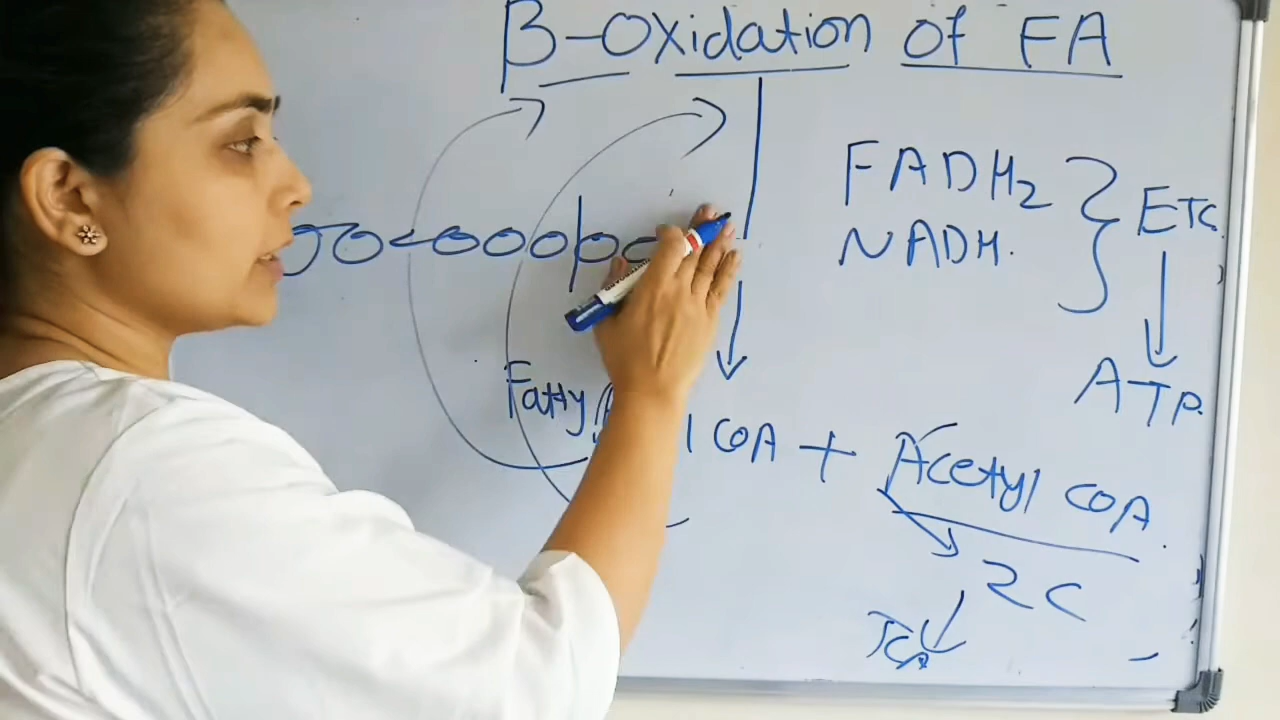 β-Oxidation of FA
FADH2
NADH.
ETC
ATP.
Fatty
COA + Acetyl COA
2C
TCA